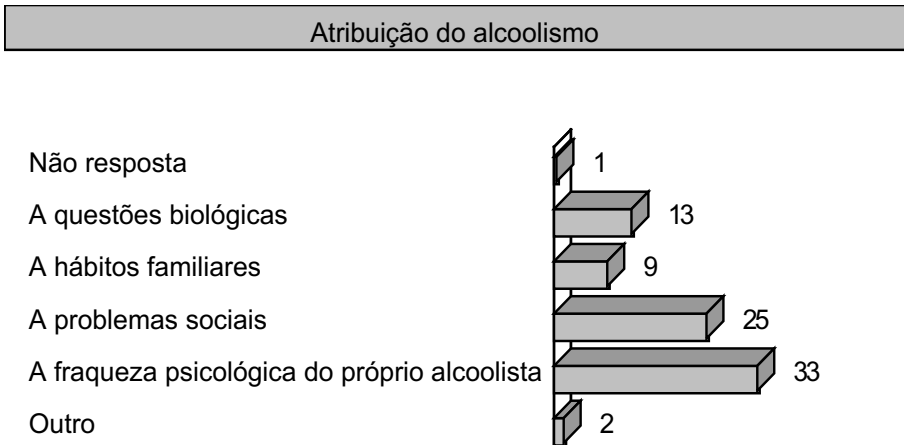 Atribuição do alcoolismo
Não resposta 1
A questões biológicas 13
A hábitos familiares 9
A problemas sociais 25
A fraqueza psicológica do próprio alcoolista 33
Outro 2